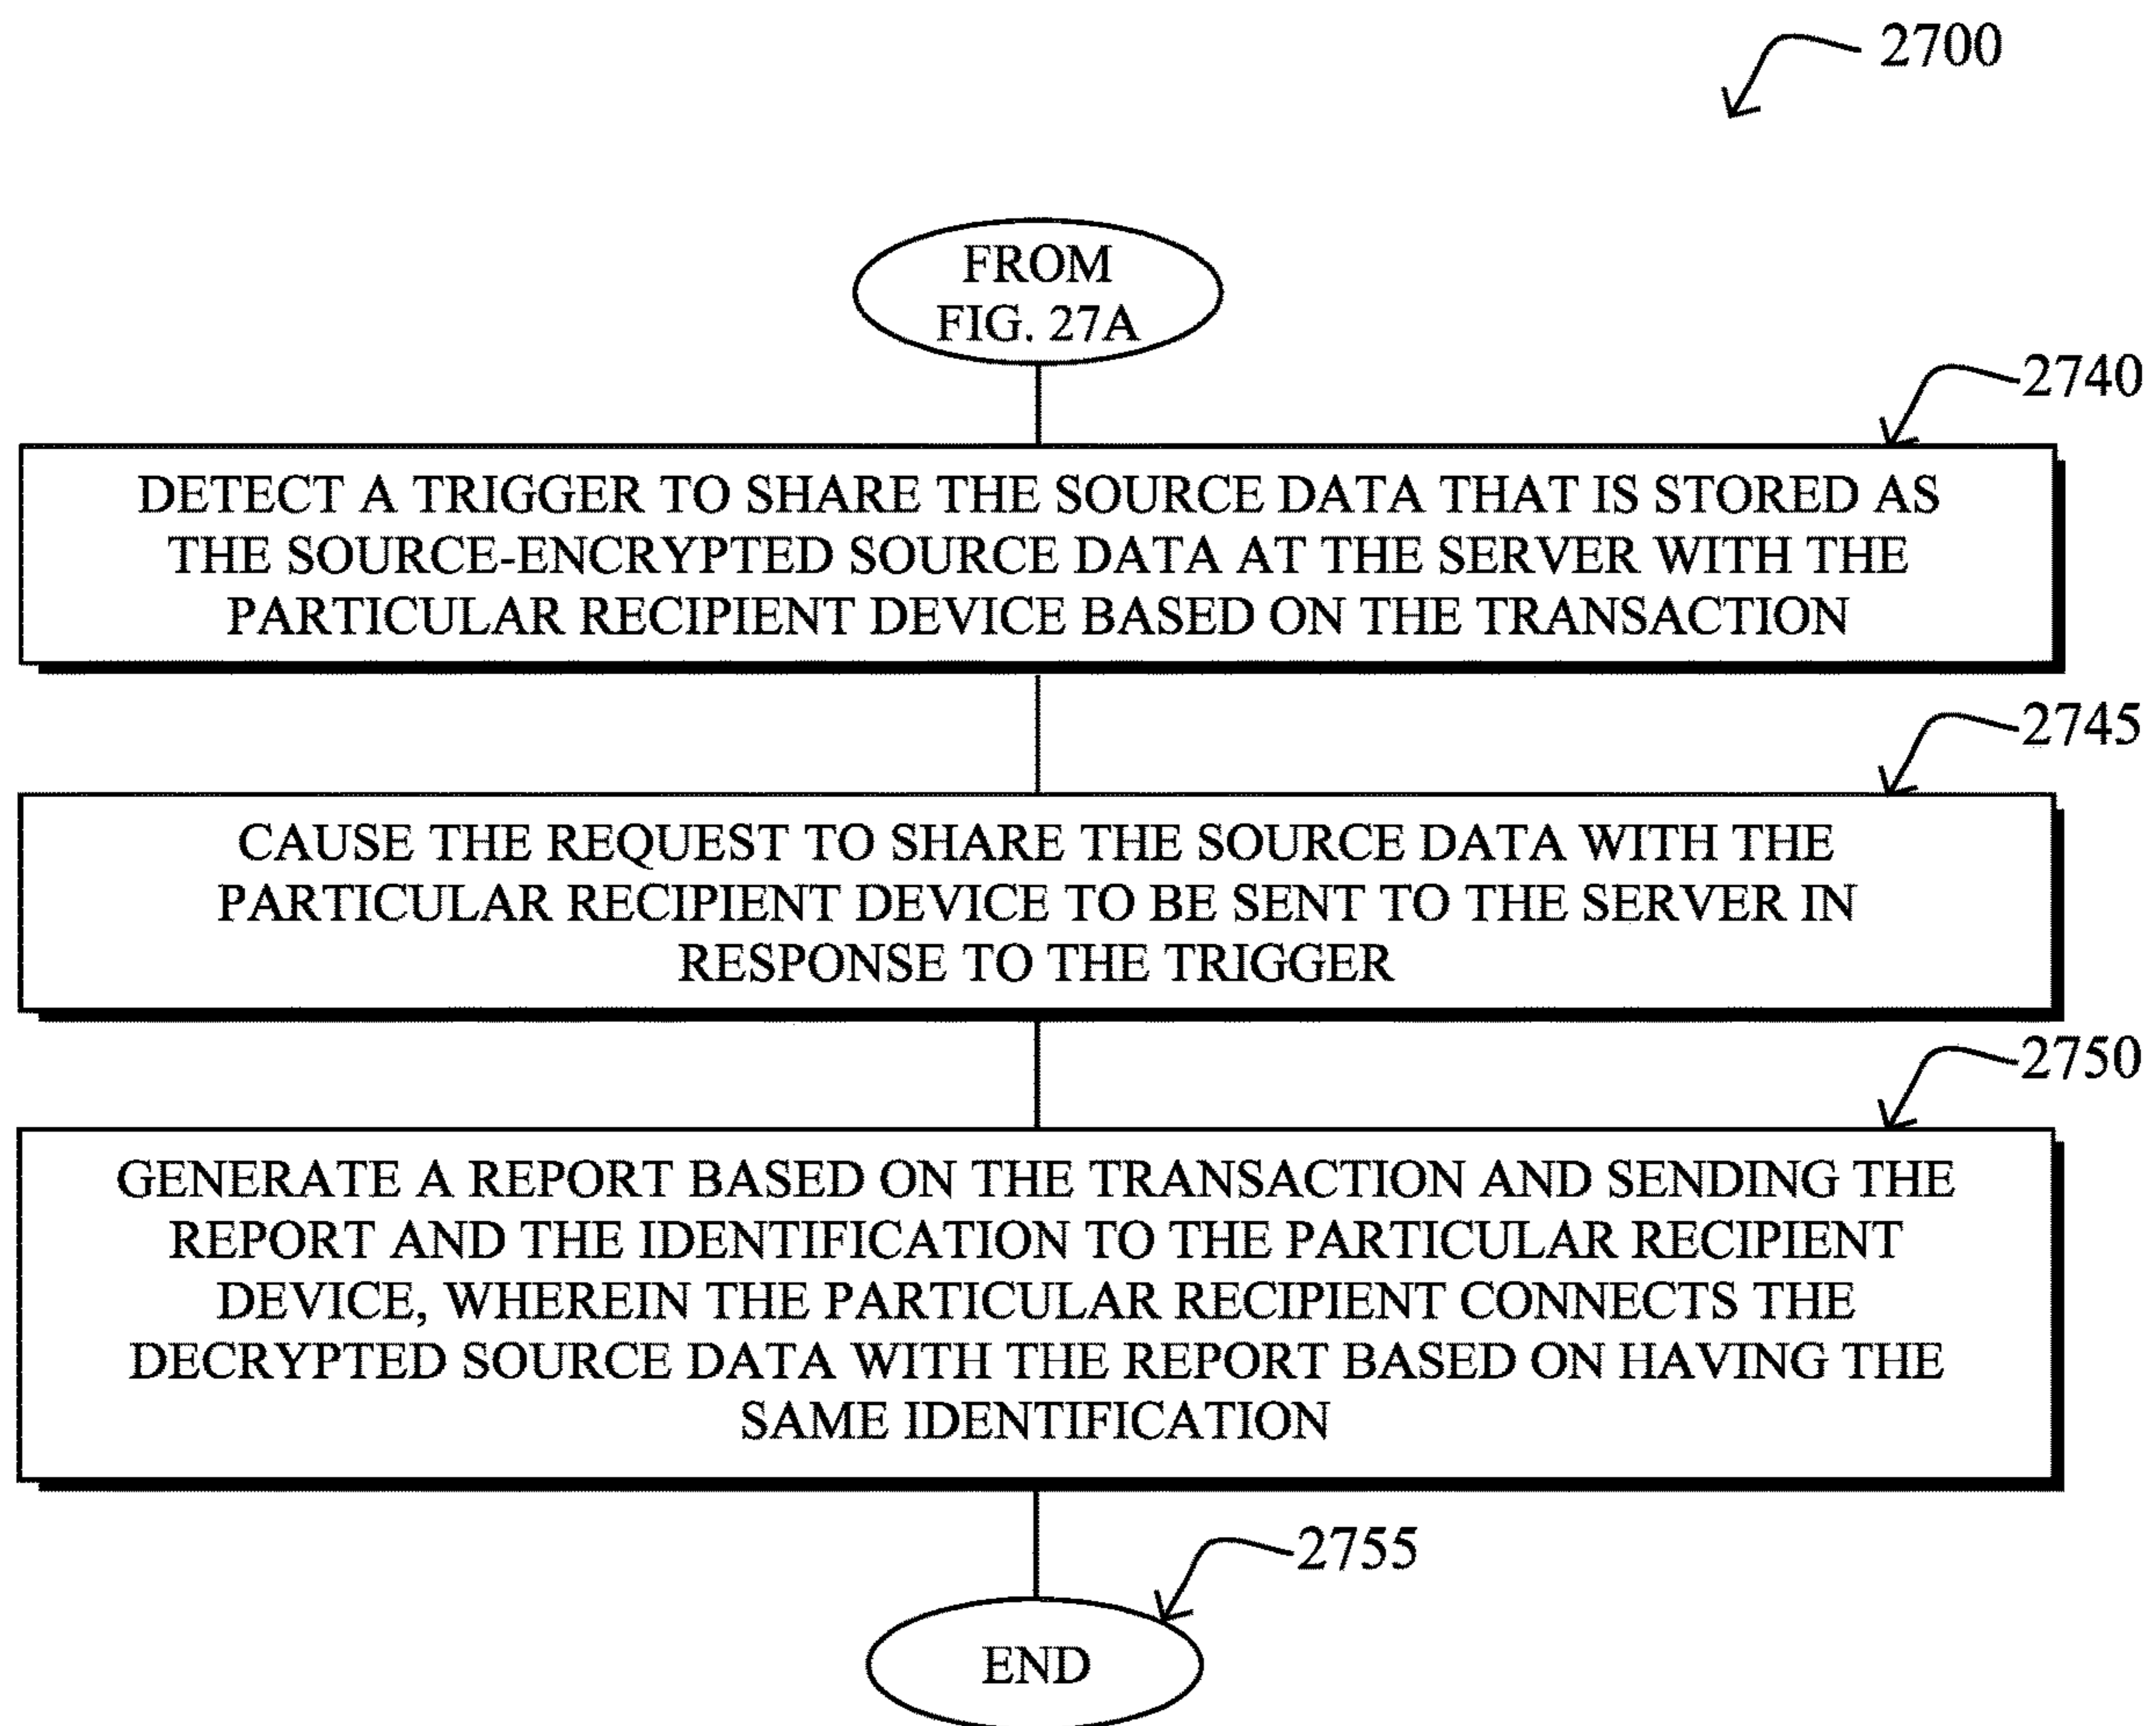 2700
FROM
FIG. 27A
2740
DETECT A TRIGGER TO SHARE THE SOURCE DATA THAT IS STORED AS
THE SOURCE-ENCRYPTED SOURCE DATA AT THE SERVER WITH THE
PARTICULAR RECIPIENT DEVICE BASED ON THE TRANSACTION
2745
CAUSE THE REQUEST TO SHARE THE SOURCE DATA WITH THE
PARTICULAR RECIPIENT DEVICE TO BE SENT TO THE SERVER IN
RESPONSE TO THE TRIGGER
2750
GENERATE A REPORT BASED ON THE TRANSACTION AND SENDING THE
REPORT AND THE IDENTIFICATION TO THE PARTICULAR RECIPIENT
DEVICE, WHEREIN THE PARTICULAR RECIPIENT CONNECTS THE
DECRYPTED SOURCE DATA WITH THE REPORT BASED ON HAVING THE
SAME IDENTIFICATION
2755
END